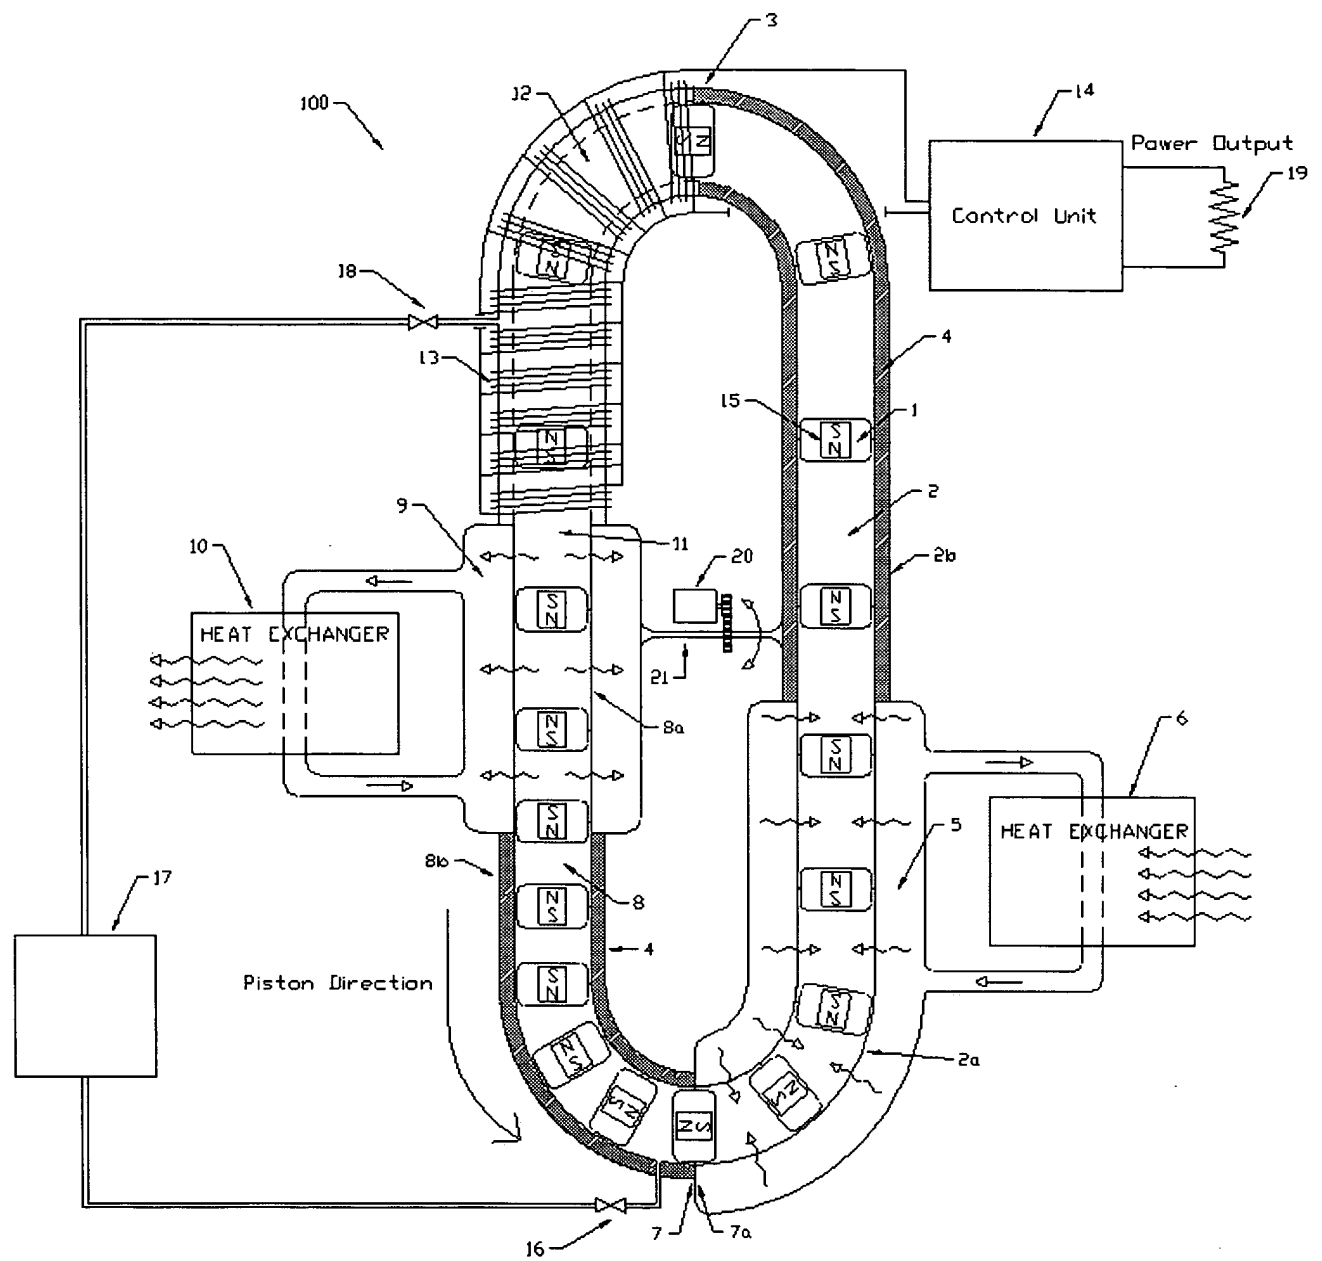 3
100
12
14
Power Output
19
Control Unit
S N
N S
S N
18
13
4
15
1
S N
N S
2
9
10
11
20
2b
HEAT EXCHANGER
S N
N S
21
8a
6
N S
N S
5
HEAT EXCHANGER
S N
8b
N S
17
8
N S
4
Piston Direction
S N
S N
2a
N S
N S
N S
N S
7
7a
16